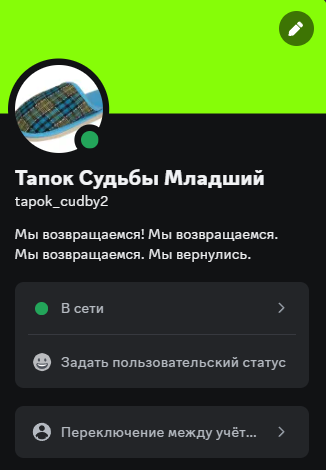 Тапок Судьбы Младший
tapok_cudby2
Мы возвращаемся! Мы возвращаемся.
Мы возвращаемся. Мы вернулись.
В сети
Задать пользовательский статус
Переключение между учёт...